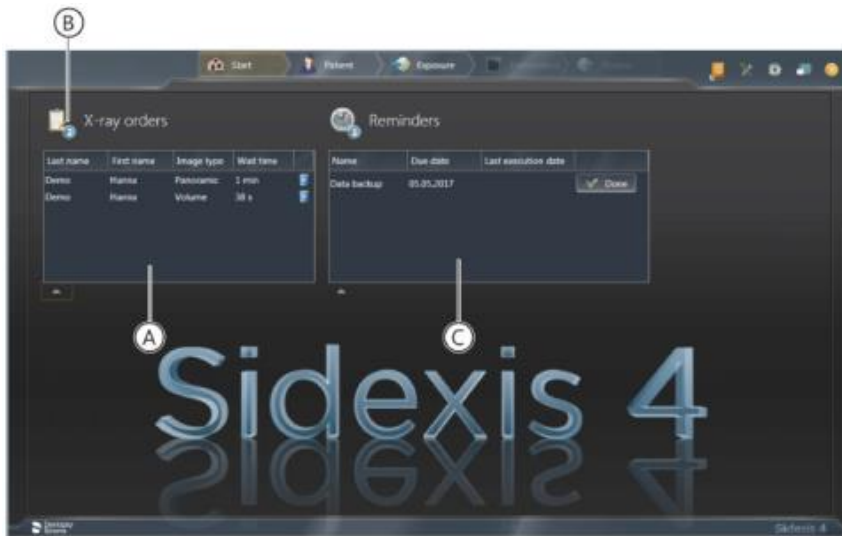 B
Start Patient Exposure
X-ray orders Reminders
Last name First name Image type Wait time Name Due date Last execution date
Demo Hanna Panoramic 1 min Data backup 05.05.2017 Done
Demo Hanna Volume 38 s
A C
Sidexis 4
Dentsply Sirona Sidexis 4